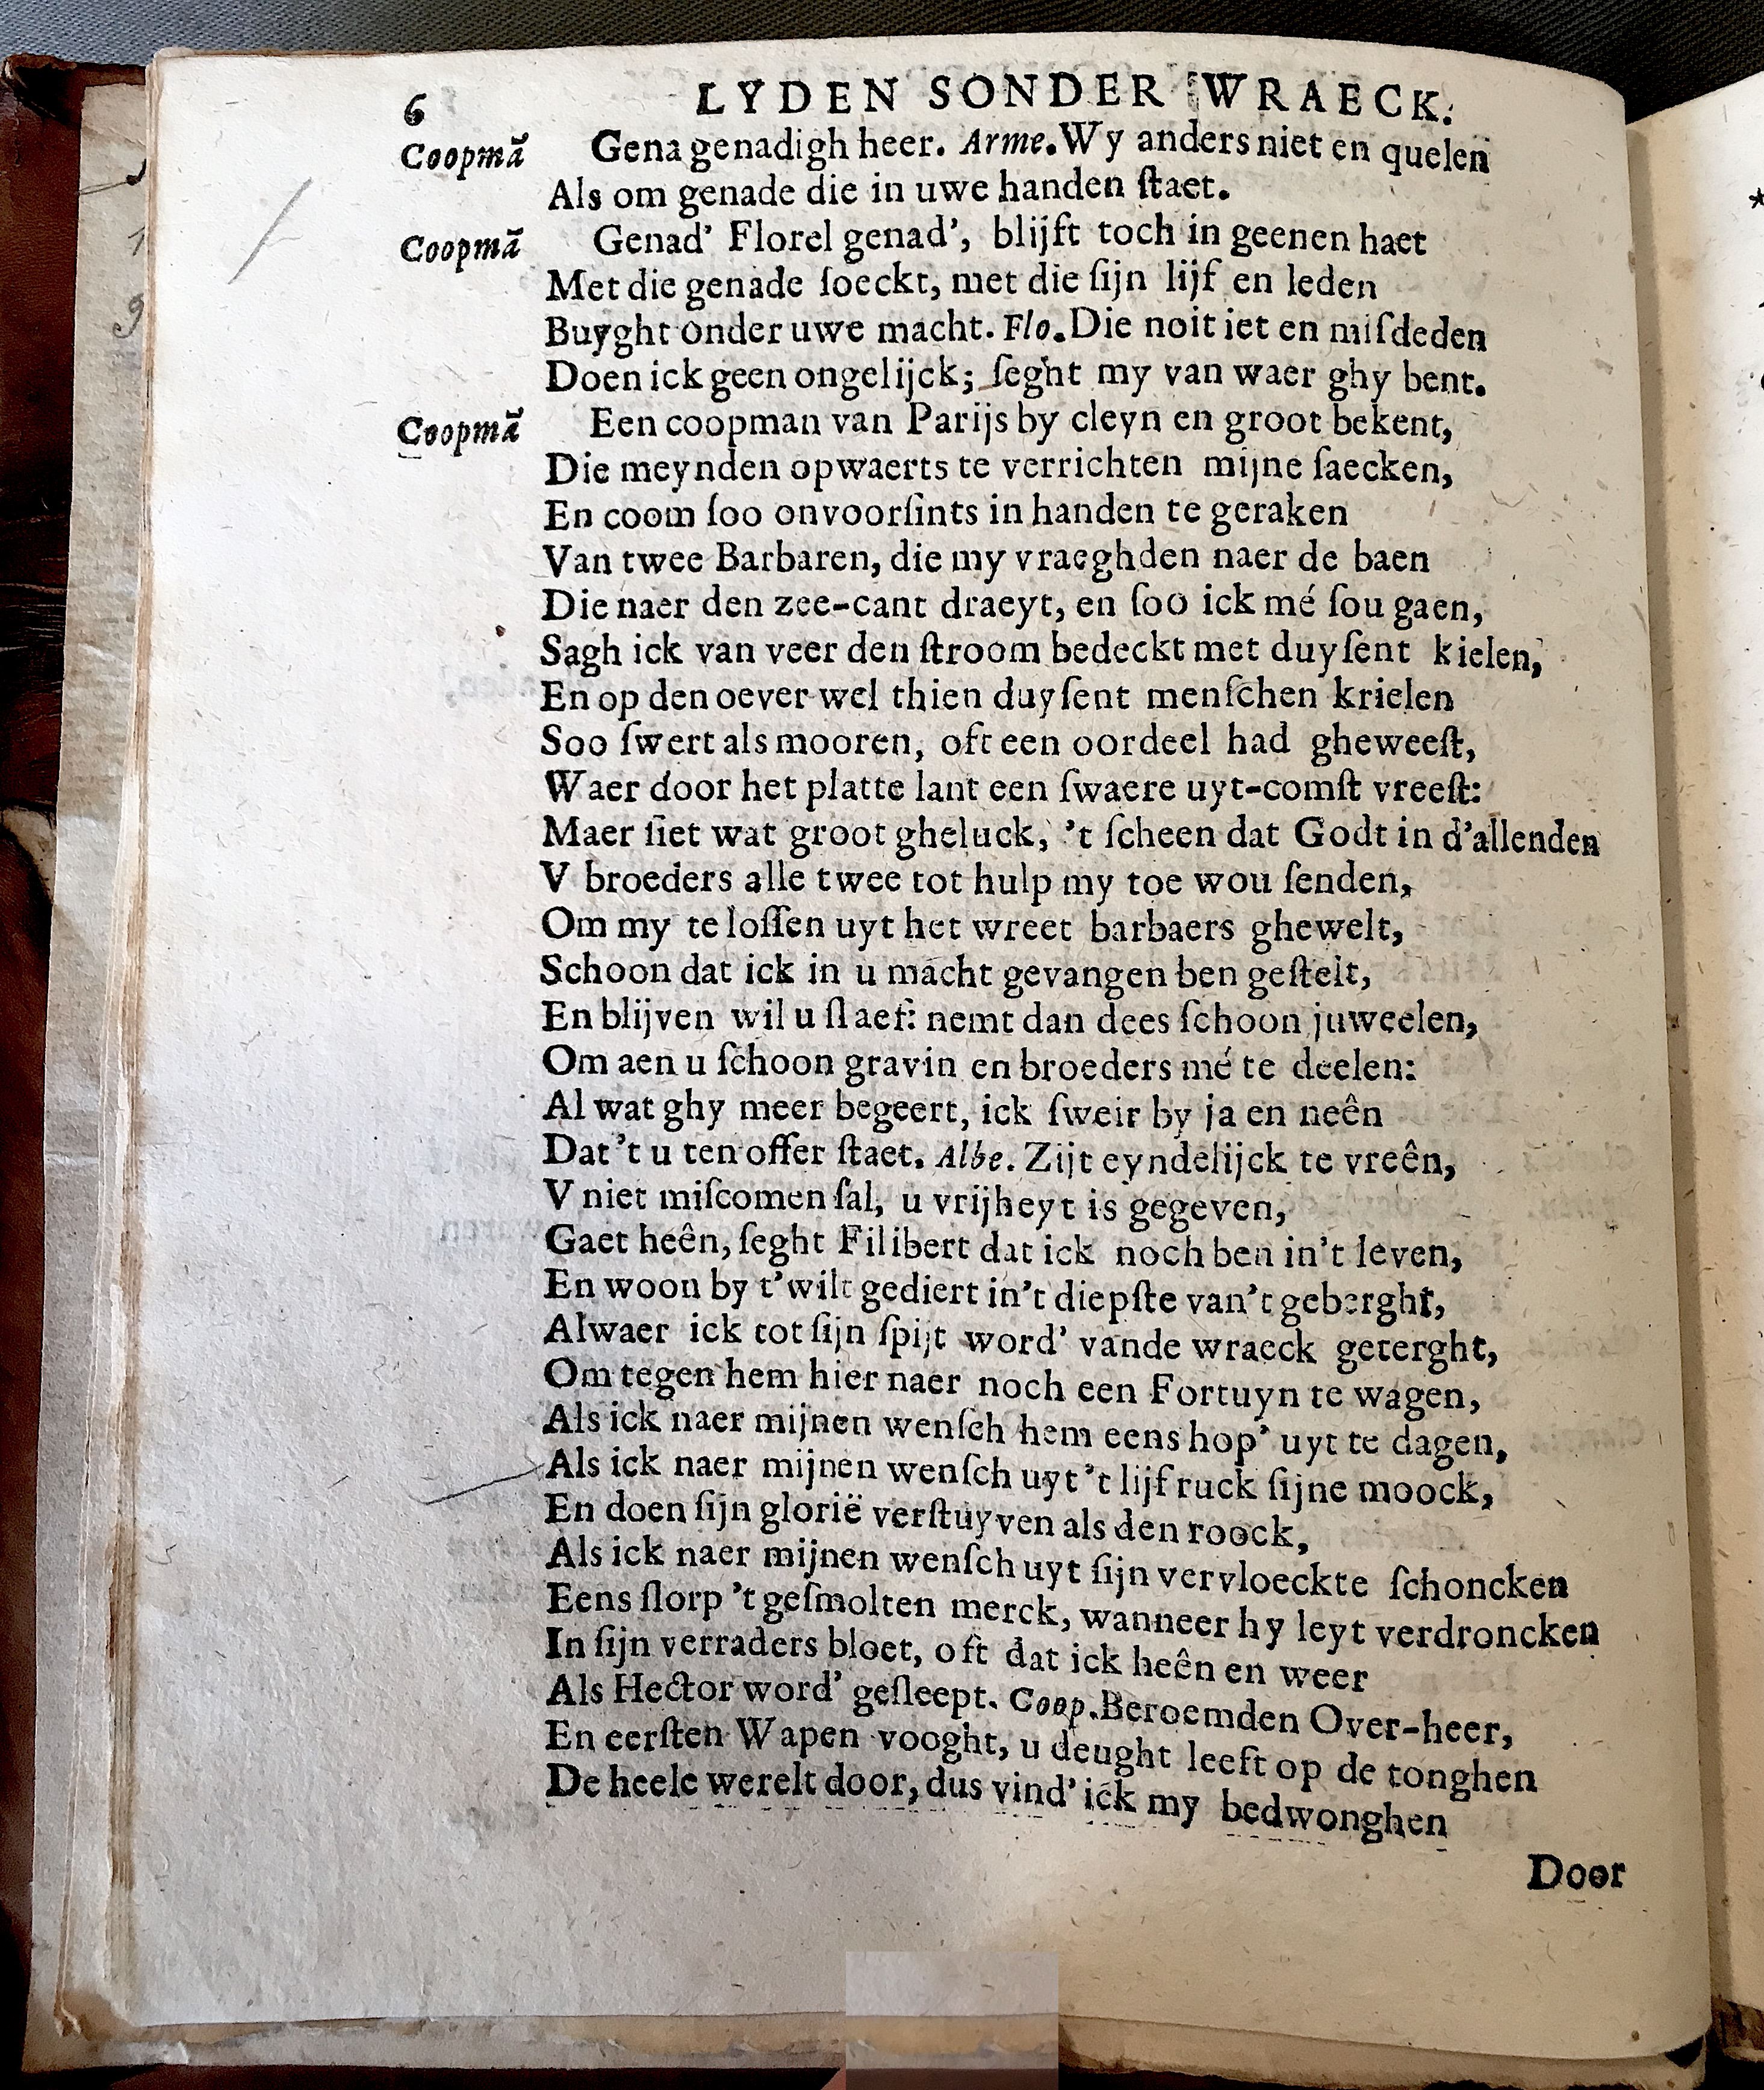 6 LYDEN SONDER WRAECK.
Coopmã Gena genadigh heer. Arme. Wy anders niet en quelen
Als om genade die in uwe handen ſtaet.
Coopmã Genad’ Florel genad’, blijft toch in geenen haet
Met die genade ſoeckt, met die ſijn lijf en leden
Buyght onder uwe macht. Flo. Die noit iet en miſdeden
Doen ick geen ongelijck; ſeght my van waer ghy bent.
Coopmã Een coopman van Parijs by cleyn en groot bekent,
Die meynden opwaerts te verrichten mijne ſaecken,
En coom ſoo onvoorſints in handen te geraken
Van twee Barbaren, die my vraeghden naer de baen
Die naer den zee-cant draeyt, en ſoo ick mé ſou gaen,
Sagh ick van veer den ſtroom bedeckt met duyſent kielen,
En op den oever wel thien duyſent menſchen krielen
Soo ſwert als mooren, oft een oordeel had gheweeſt,
Waer door het platte lant een ſwaere uyt-comſt vreeſt:
Maer ſiet wat groot gheluck, ’t ſcheen dat Godt in d’allenden
V broeders alle twee tot hulp my toe wou ſenden,
Om my te loſſen uyt het wreet barbaers ghewelt,
Schoon dat ick in u macht gevangen ben geſtelt,
En blijven wil u ſlaef: nemt dan dees ſchoon juweelen,
Om aen u ſchoon gravin en broeders mé te deelen:
Al wat ghy meer begeert, ick ſweir by ja en neên
Dat ’t u ten offer ſtaet. Albe. Zijt eyndelijck te vreên,
V niet miſcomen ſal, u vrijheyt is gegeven,
Gaet heên, ſeght Filibert dat ick noch ben in’t leven,
En woon by t’wilt gediert in’t diepſte van’t geberght,
Alwaer ick tot ſijn ſpijt word’ vande wraeck geterght,
Om tegen hem hier naer noch een Fortuyn te wagen,
Als ick naer mijnen wenſch hem eens hop’ uyt te dagen,
Als ick naer mijnen wenſch uyt ’t lijf ruck ſijne moock,
En doen ſijn glorië verſtuyven als den roock,
Als ick naer mijnen wenſch uyt ſijn vervloeckte ſchoncken
Eens ſlorp ’t geſmolten merck, wanneer hy leyt verdroncken
In ſijn verraders bloet, oft dat ick heên en weer
Als Hector word’ geſleept. Coop. Beroemden Over-heer,
En eerſten Wapen vooght, u deught leeft op de tonghen
De heele werelt door, dus vind’ ick my bedwonghen
Door